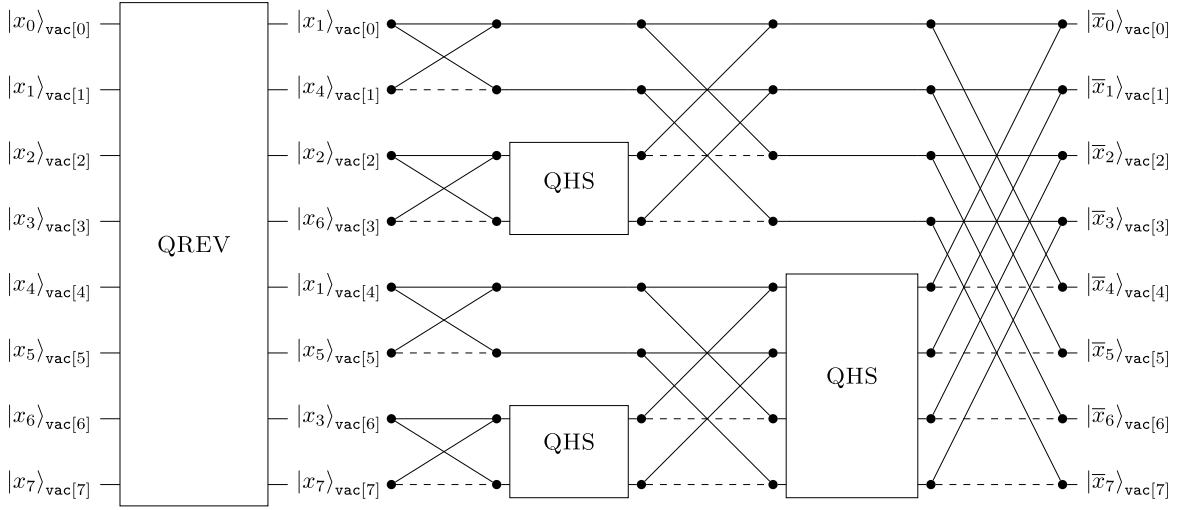 |x₀⟩vac[0] |x₁⟩vac[0] |x̅₀⟩vac[0]
|x₁⟩vac[1] |x₄⟩vac[1] |x̅₁⟩vac[1]
|x₂⟩vac[2] |x₂⟩vac[2] QHS |x̅₂⟩vac[2]
|x₃⟩vac[3] |x₆⟩vac[3] |x̅₃⟩vac[3]
QREV
|x₄⟩vac[4] |x₁⟩vac[4] |x̅₄⟩vac[4]
|x₅⟩vac[5] |x₅⟩vac[5] |x̅₅⟩vac[5]
QHS
|x₆⟩vac[6] |x₃⟩vac[6] |x̅₆⟩vac[6]
QHS
|x₇⟩vac[7] |x₇⟩vac[7] |x̅₇⟩vac[7]